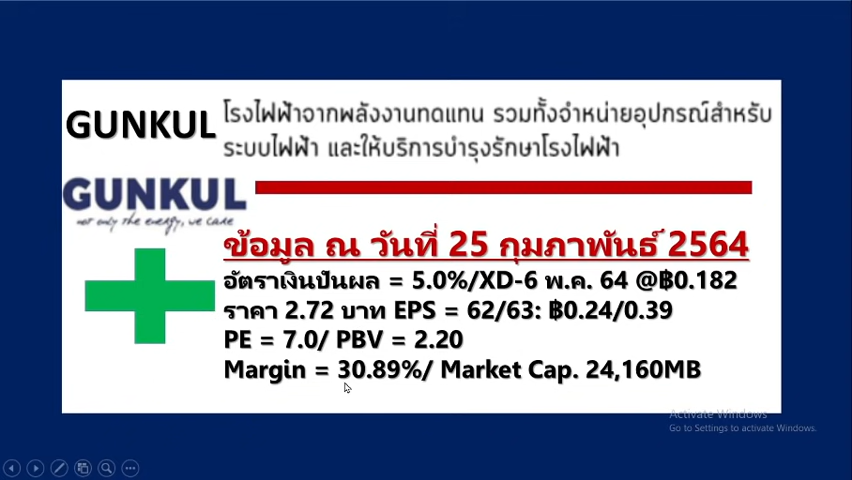 GUNKUL
โรงไฟฟ้าจากพลังงานทดแทน รวมทั้งจำหน่ายอุปกรณ์สำหรับ
ระบบไฟฟ้า และให้บริการบำรุงรักษาโรงไฟฟ้า
GUNKUL
not only the energy, we care
ข้อมูล ณ วันที่ 25 กุมภาพันธ์ 2564
อัตราเงินปันผล = 5.0%/XD-6 พ.ค. 64 @฿0.182
ราคา 2.72 บาท EPS = 62/63: ฿0.24/0.39
PE = 7.0/ PBV = 2.20
Margin = 30.89%/ Market Cap. 24,160MB
Activate Windows
Go to Settings to activate Windows.